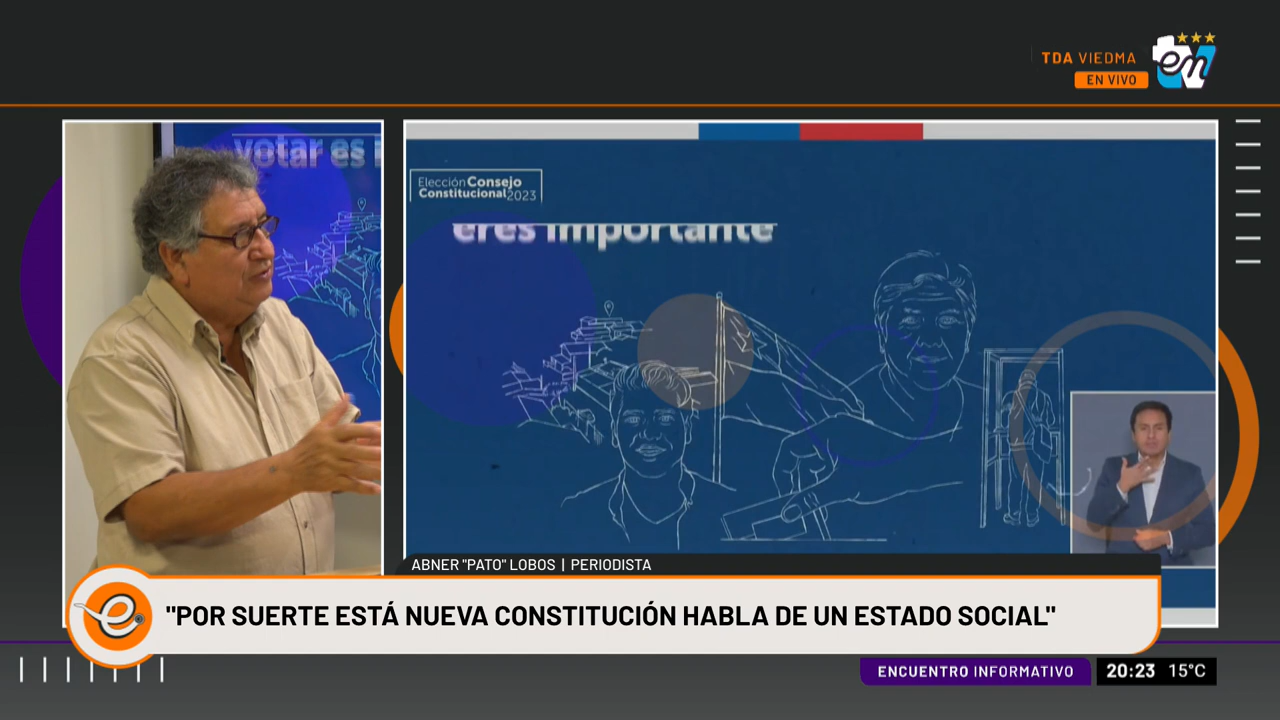 TDA VIEDMA
EN VIVO
votar es i
Elección Consejo
Constitucional 2023
eres importante
ABNER "PATO" LOBOS | PERIODISTA
"POR SUERTE ESTÁ NUEVA CONSTITUCIÓN HABLA DE UN ESTADO SOCIAL"
ENCUENTRO INFORMATIVO
20:23 15°C